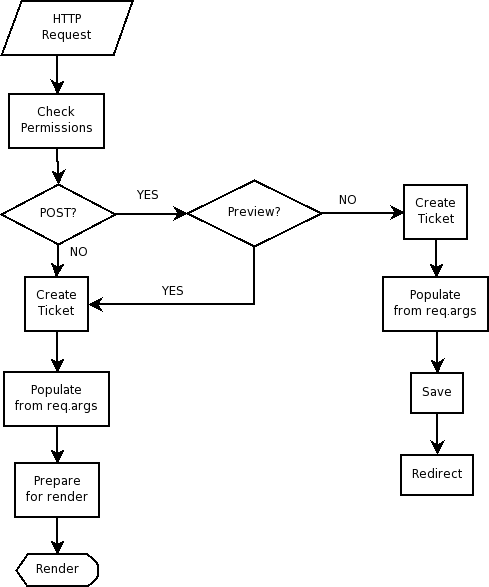 HTTP
Request
Check
Permissions
POST?
YES
Preview?
NO
Create
Ticket
NO
YES
Create
Ticket
Populate
from req.args
Populate
from req.args
Save
Prepare
for render
Redirect
Render